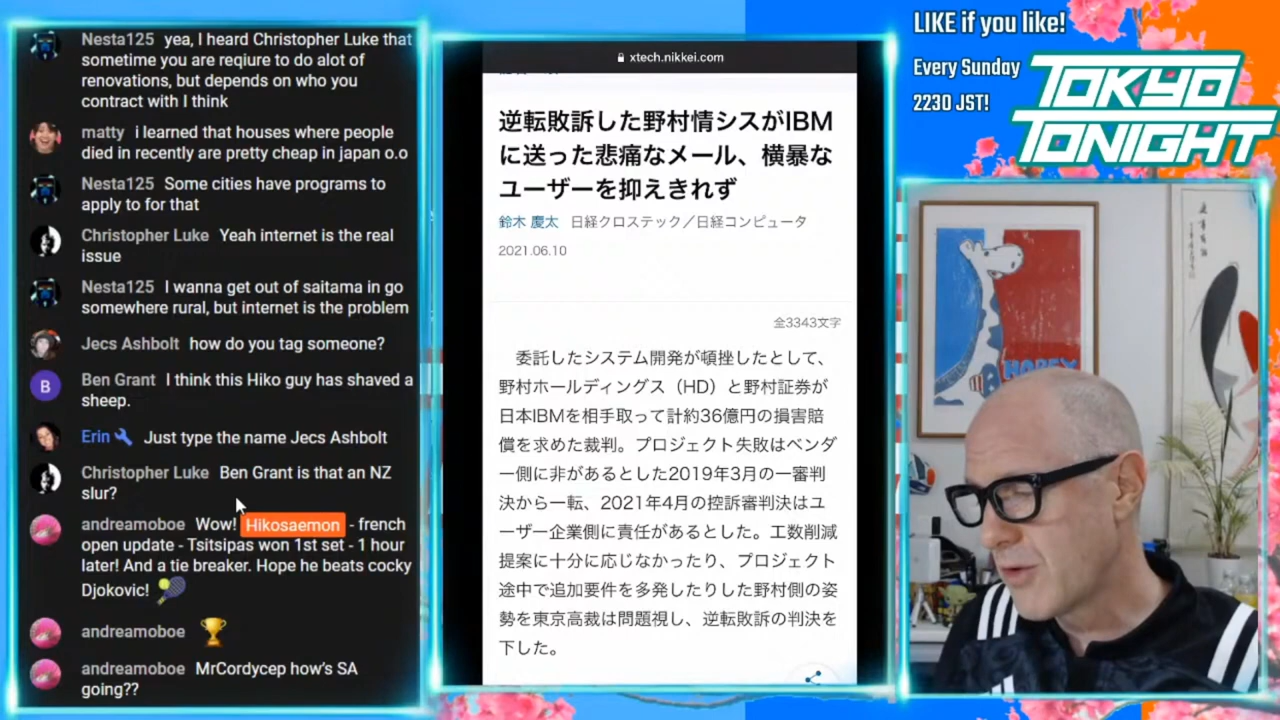 Nesta125 yea, I heard Christopher Luke that
sometime you are reqiure to do alot of
renovations, but depends on who you
contract with I think
matty i learned that houses where people
died in recently are pretty cheap in japan o.o
Nesta125 Some cities have programs to
apply to for that
Christopher Luke Yeah internet is the real
issue
Nesta125 I wanna get out of saitama in go
somewhere rural, but internet is the problem
Jecs Ashbolt how do you tag someone?
B
Ben Grant I think this Hiko guy has shaved a
sheep.
Erin Just type the name Jecs Ashbolt
Christopher Luke Ben Grant is that an NZ
slur?
andreamoboe Wow! Hikosaemon - french
open update - Tsitsipas won 1st set - 1 hour
later! And a tie breaker. Hope he beats cocky
Djokovic! 🎾
andreamoboe 🏆
andreamoboe MrCordycep how's SA
going??
xtech.nikkei.com
逆転敗訴した野村情シスがIBM
に送った悲痛なメール、横暴な
ユーザーを抑えきれず
鈴木 慶太 日経クロステック／日経コンピュータ
2021.06.10
全3343文字
委託したシステム開発が頓挫したとして、
野村ホールディングス（HD）と野村証券が
日本IBMを相手取って計約36億円の損害賠
償を求めた裁判。プロジェクト失敗はベンダ
ー側に非があるとした2019年3月の一審判
決から一転、2021年4月の控訴審判決はユ
ーザー企業側に責任があるとした。工数削減
提案に十分に応じなかったり、プロジェクト
途中で追加要件を多発したりした野村側の姿
勢を東京高裁は問題視し、逆転敗訴の判決を
下した。
LIKE if you like!
Every Sunday
2230 JST!
TOKYO
TONIGHT